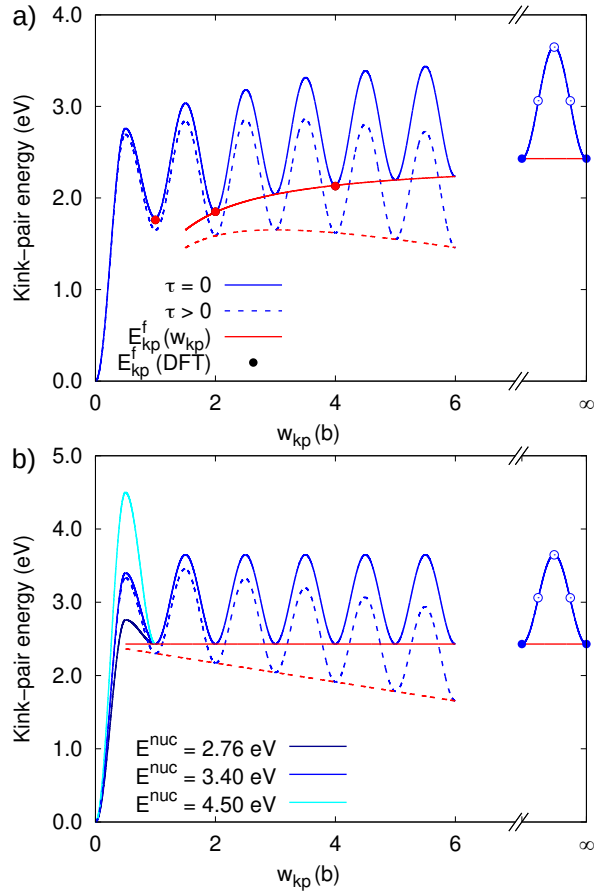 a)
Kink−pair energy (eV)
4.0
3.0
2.0
1.0
0.0
τ = 0
τ > 0
E^f_kp(w_kp)
E^f_kp(DFT)
0 2 4 6 ∞
w_kp(b)
b)
Kink−pair energy (eV)
5.0
4.0
3.0
2.0
1.0
0.0
E^nuc = 2.76 eV
E^nuc = 3.40 eV
E^nuc = 4.50 eV
0 2 4 6 ∞
w_kp(b)